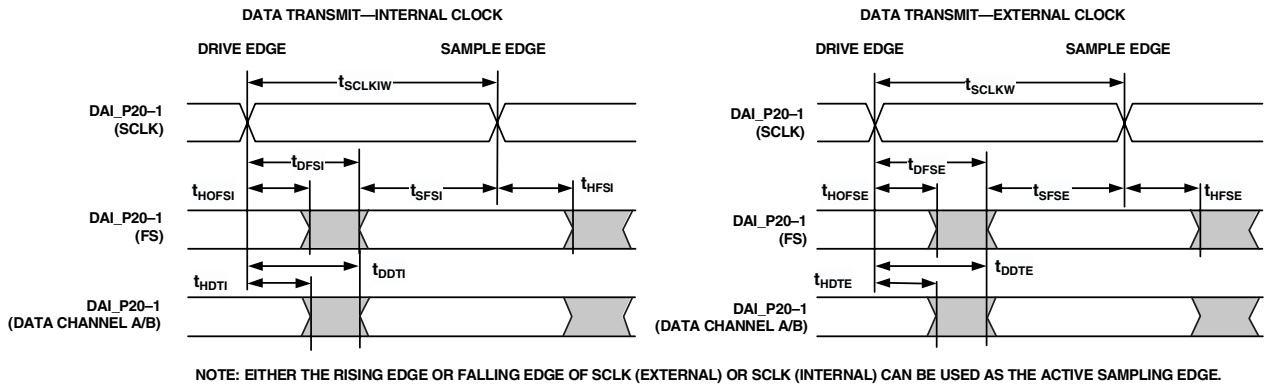 DATA TRANSMIT—INTERNAL CLOCK
DRIVE EDGE
SAMPLE EDGE
tSCLKIW
DAI_P20–1
(SCLK)
tDFSI
tHOFSI
tSFSI
tHFSI
DAI_P20–1
(FS)
tDDTI
tHDTI
DAI_P20–1
(DATA CHANNEL A/B)
DATA TRANSMIT—EXTERNAL CLOCK
DRIVE EDGE
SAMPLE EDGE
tSCLKW
DAI_P20–1
(SCLK)
tDFSE
tHOFSE
tSFSE
tHFSE
DAI_P20–1
(FS)
tDDTE
tHDTE
DAI_P20–1
(DATA CHANNEL A/B)
NOTE: EITHER THE RISING EDGE OR FALLING EDGE OF SCLK (EXTERNAL) OR SCLK (INTERNAL) CAN BE USED AS THE ACTIVE SAMPLING EDGE.